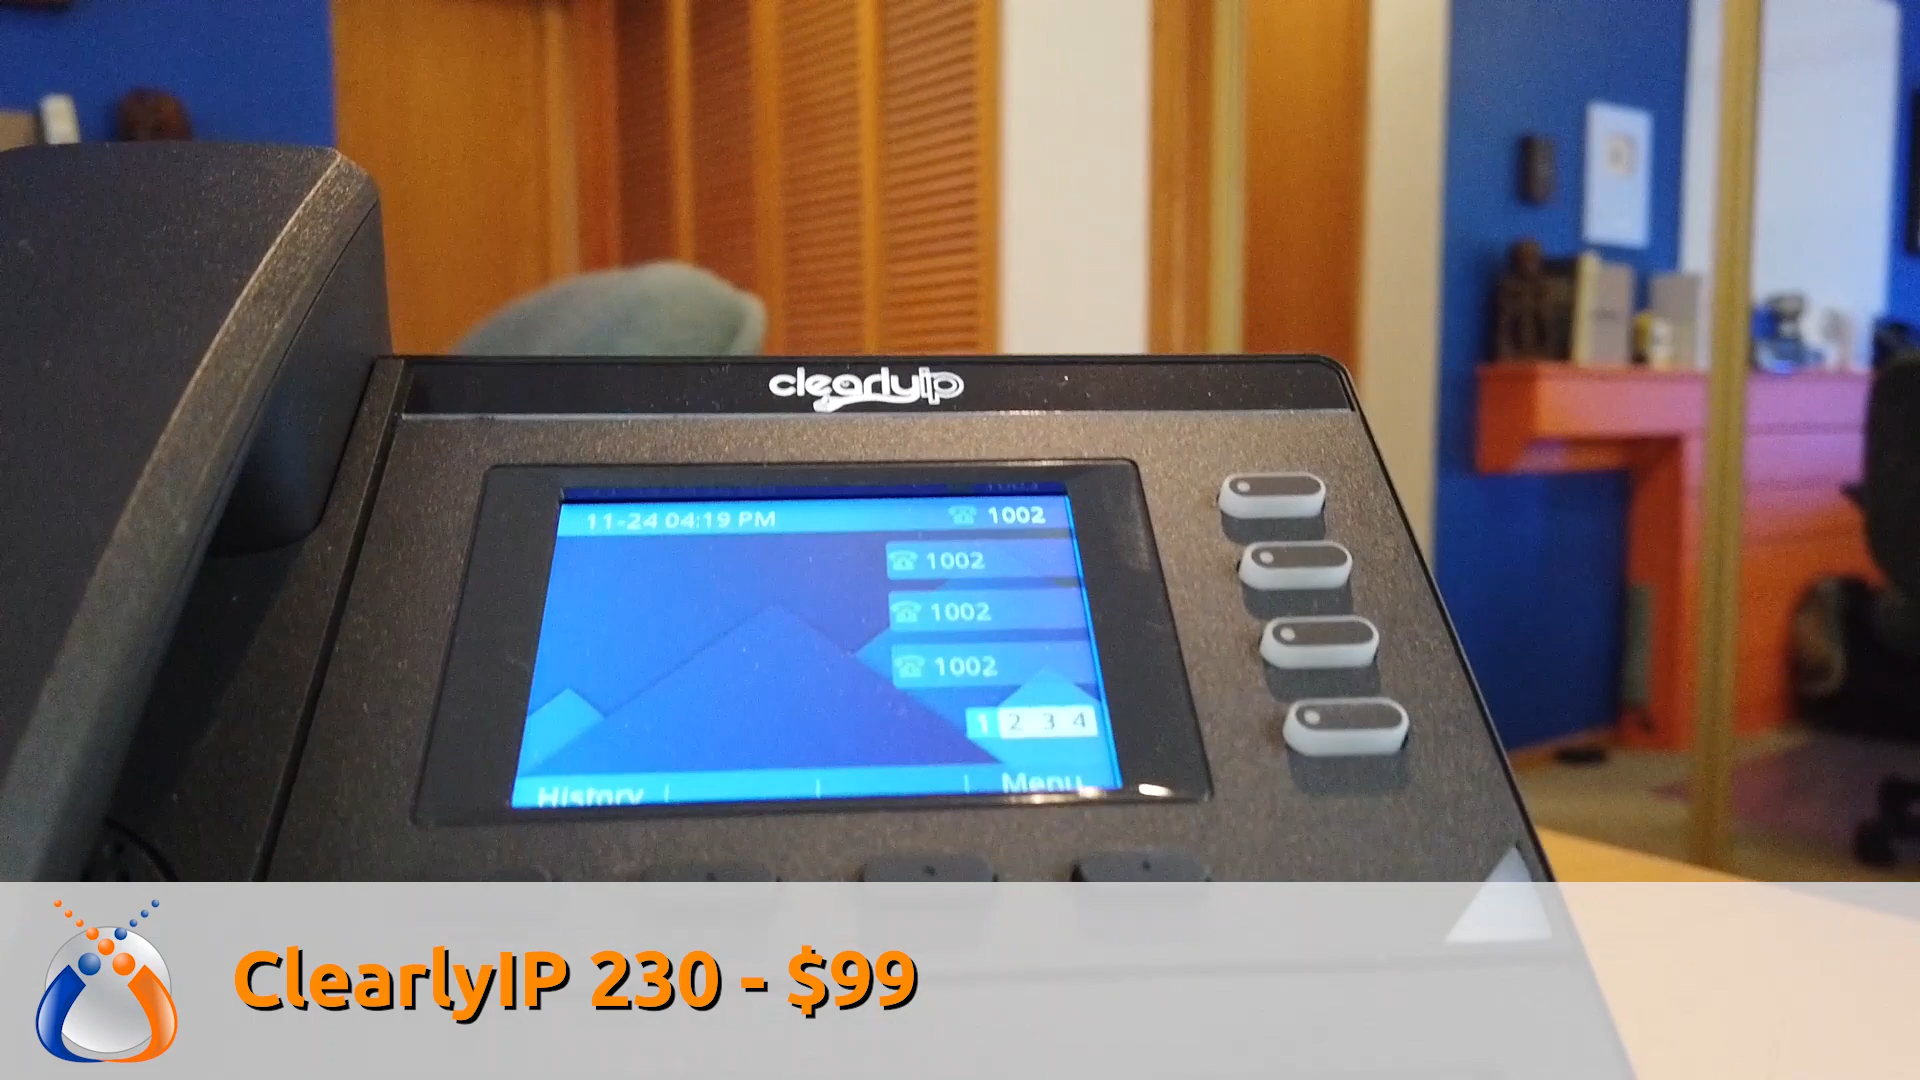 clearlyip
11-24 04:19 PM 1002
1002
1002
1002
1 2 3 4
History Menu
ClearlyIP 230 - $99